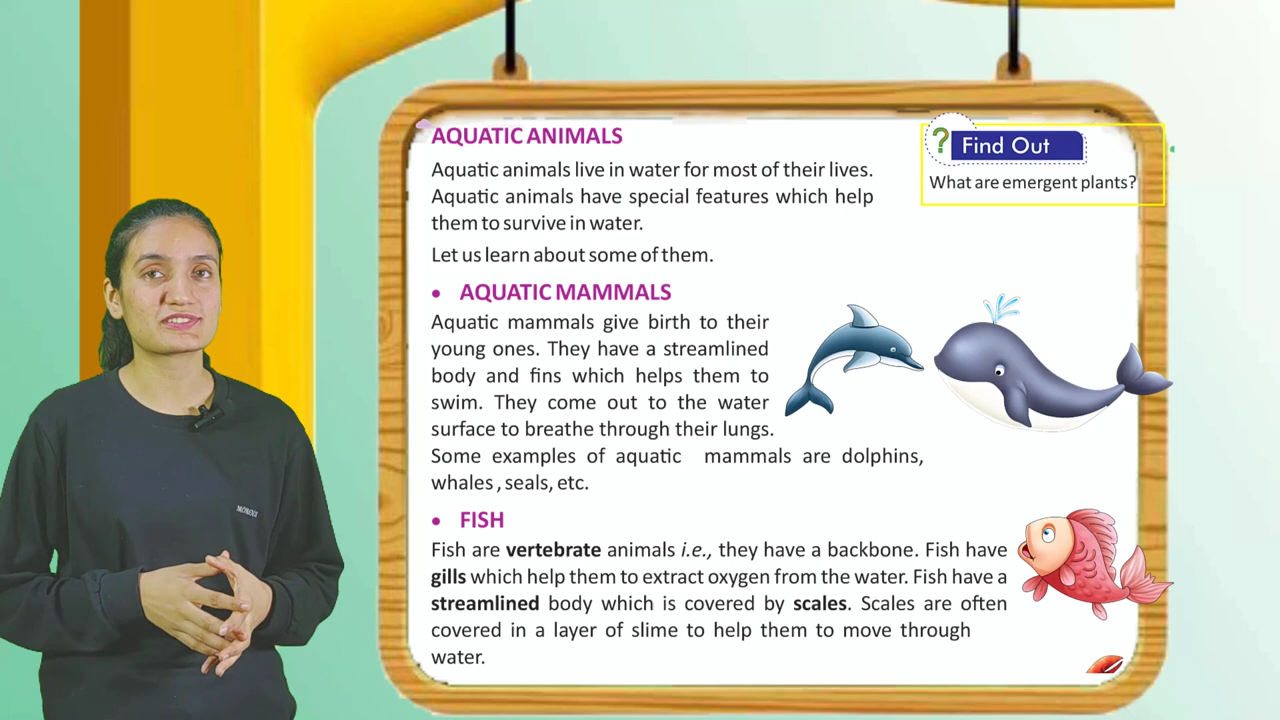 AQUATIC ANIMALS
Aquatic animals live in water for most of their lives.
Aquatic animals have special features which help
them to survive in water.
Let us learn about some of them.
? Find Out
What are emergent plants?
• AQUATIC MAMMALS
Aquatic mammals give birth to their
young ones. They have a streamlined
body and fins which helps them to
swim. They come out to the water
surface to breathe through their lungs.
Some examples of aquatic mammals are dolphins,
whales , seals, etc.
• FISH
Fish are vertebrate animals i.e., they have a backbone. Fish have
gills which help them to extract oxygen from the water. Fish have a
streamlined body which is covered by scales. Scales are often
covered in a layer of slime to help them to move through
water.